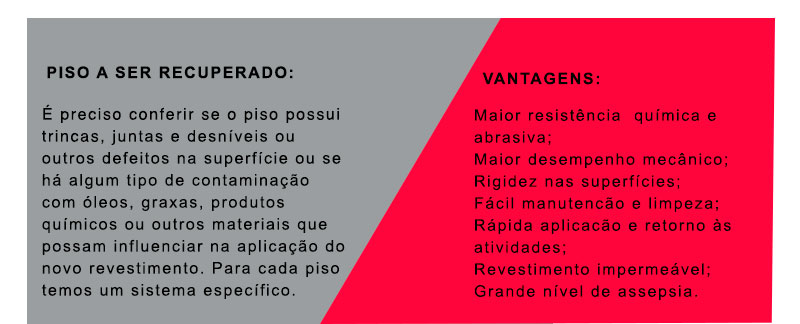 PISO A SER RECUPERADO:
É preciso conferir se o piso possui
trincas, juntas e desníveis ou
outros defeitos na superfície ou se
há algum tipo de contaminação
com óleos, graxas, produtos
químicos ou outros materiais que
possam influenciar na aplicação do
novo revestimento. Para cada piso
temos um sistema específico.
VANTAGENS:
Maior resistência química e
abrasiva;
Maior desempenho mecânico;
Rigidez nas superfícies;
Fácil manutencão e limpeza;
Rápida aplicacão e retorno às
atividades;
Revestimento impermeável;
Grande nível de assepsia.